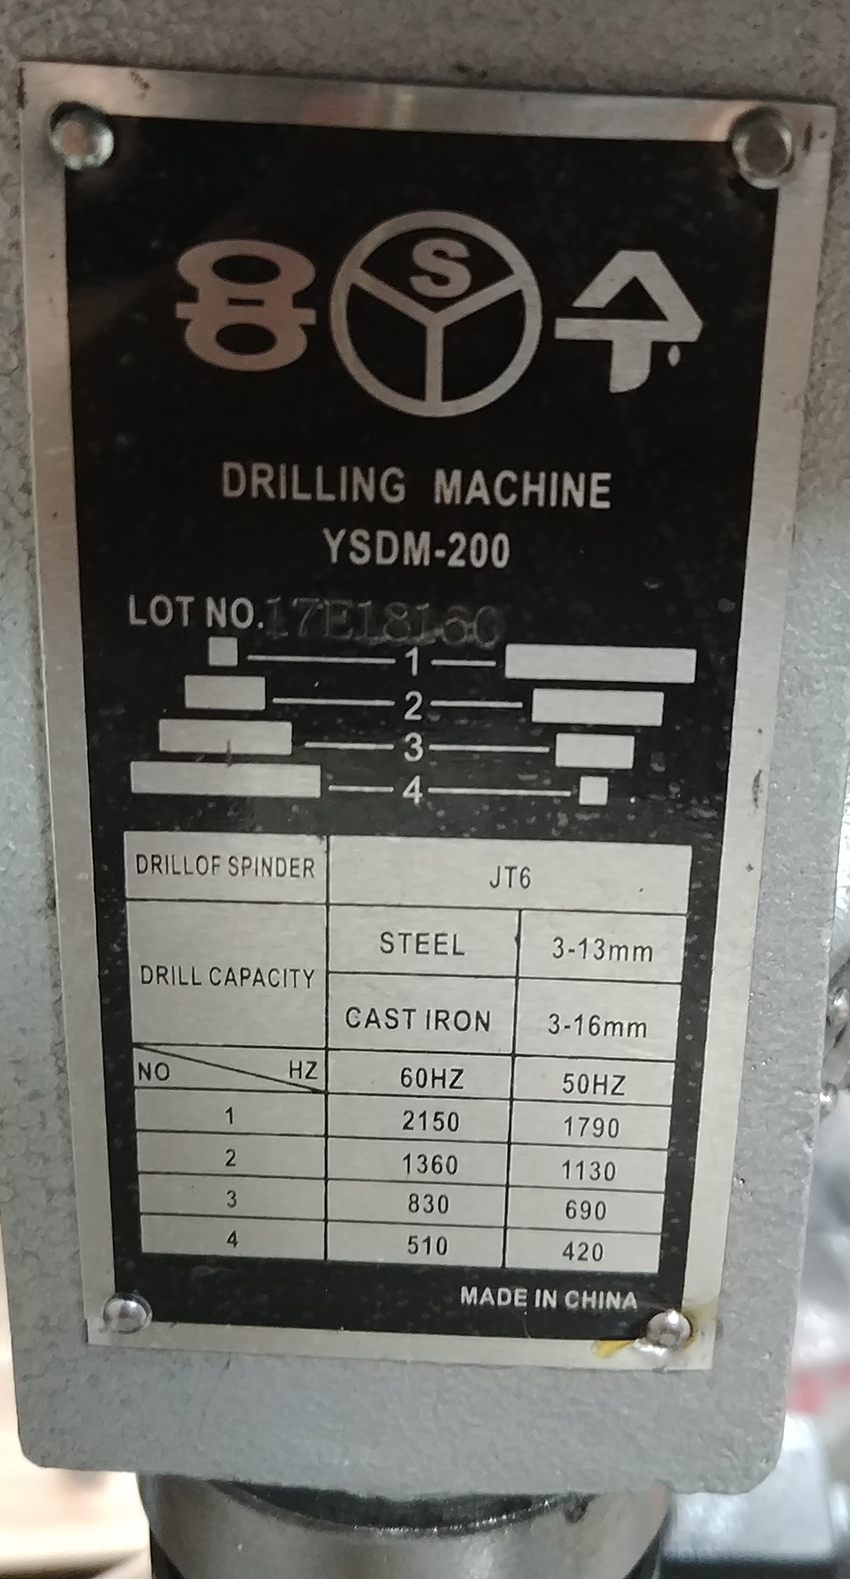 용 S 수
DRILLING MACHINE
YSDM-200
LOT NO.17E18160
1
2
3
4
DRILLOF SPINDER JT6
DRILL CAPACITY STEEL 3-13mm
CAST IRON 3-16mm
NO HZ 60HZ 50HZ
1 2150 1790
2 1360 1130
3 830 690
4 510 420
MADE IN CHINA